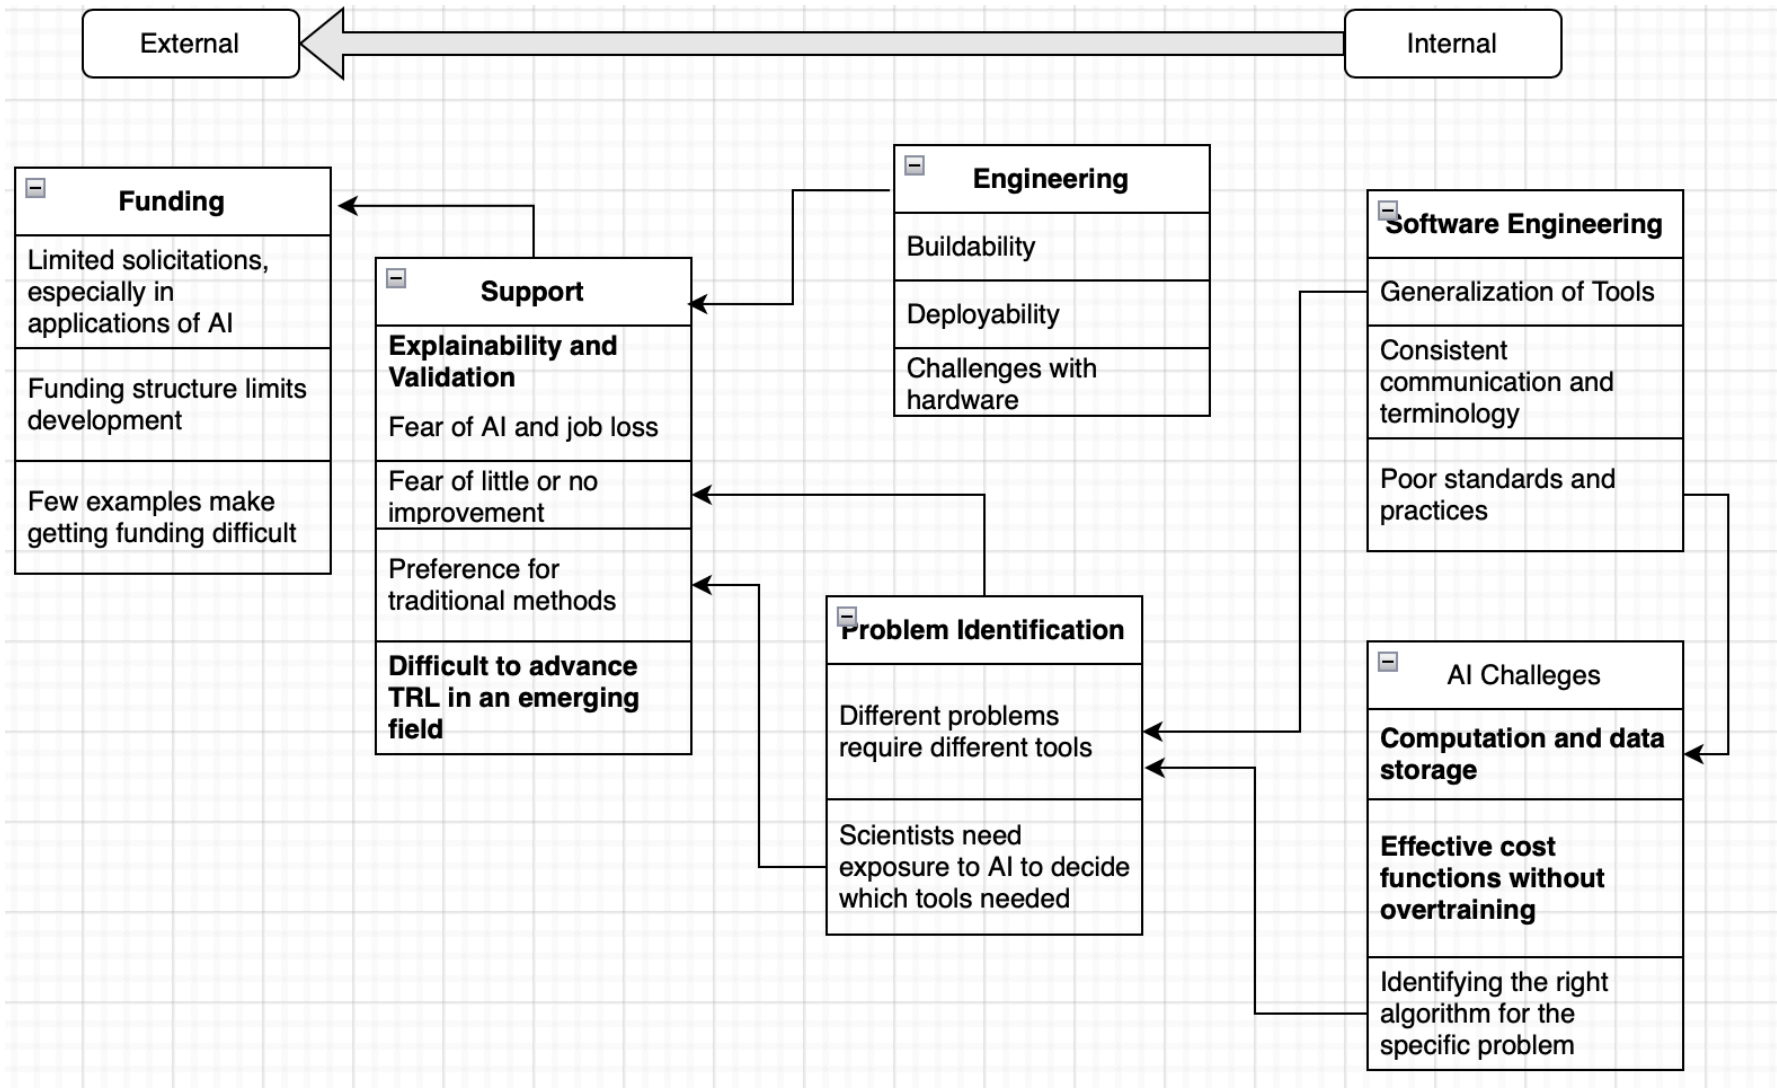 External
Internal
Funding
Limited solicitations,
especially in
applications of AI
Funding structure limits
development
Few examples make
getting funding difficult
Support
Explainability and
Validation
Fear of AI and job loss
Fear of little or no
improvement
Preference for
traditional methods
Difficult to advance
TRL in an emerging
field
Engineering
Buildability
Deployability
Challenges with
hardware
Problem Identification
Different problems
require different tools
Scientists need
exposure to AI to decide
which tools needed
Software Engineering
Generalization of Tools
Consistent
communication and
terminology
Poor standards and
practices
AI Challeges
Computation and data
storage
Effective cost
functions without
overtraining
Identifying the right
algorithm for the
specific problem